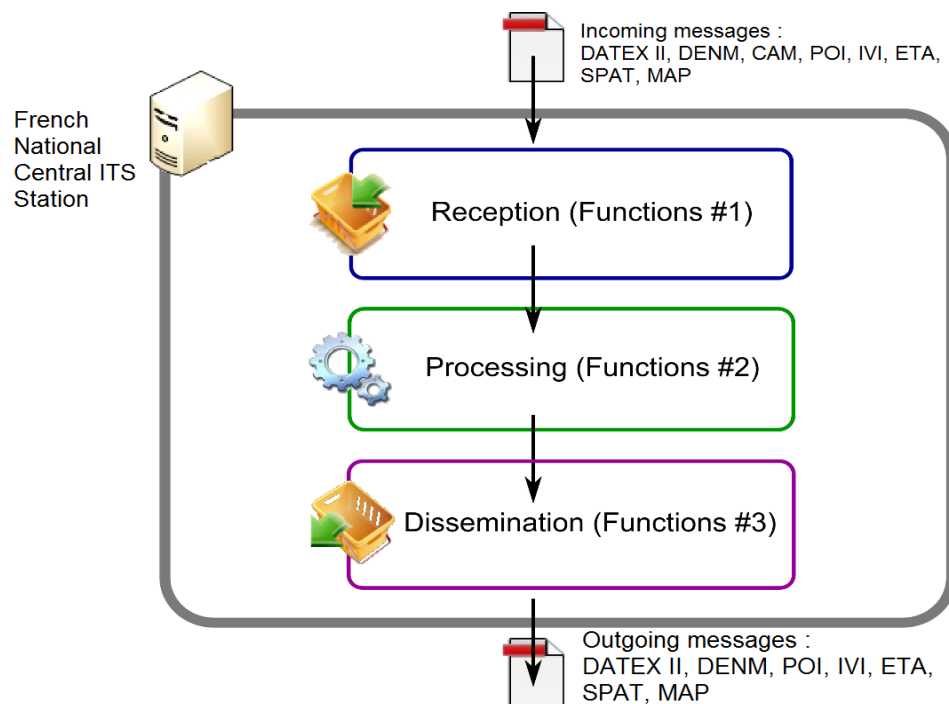 Incoming messages :
DATEX II, DENM, CAM, POI, IVI, ETA,
SPAT, MAP
French
National
Central ITS
Station
Reception (Functions #1)
Processing (Functions #2)
Dissemination (Functions #3)
Outgoing messages :
DATEX II, DENM, POI, IVI, ETA,
SPAT, MAP